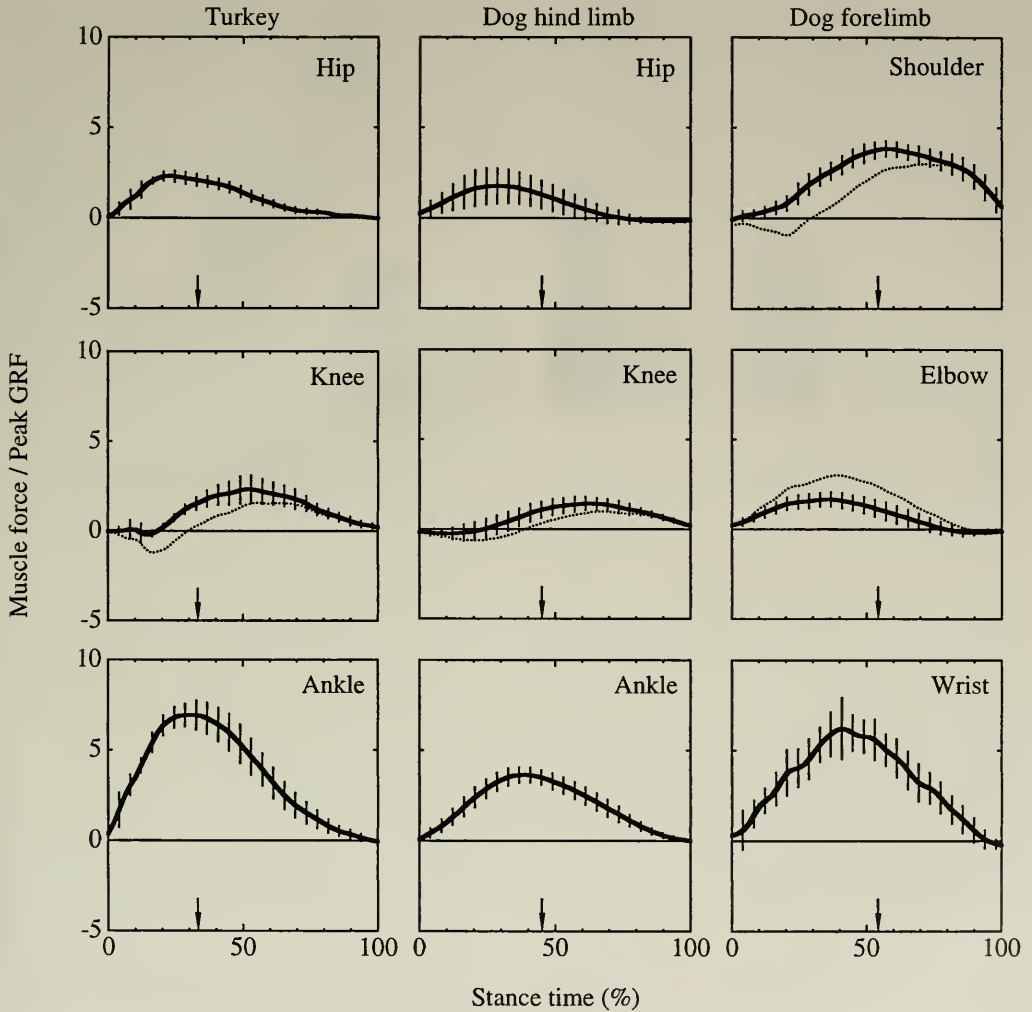 Turkey Dog hind limb Dog forelimb
10 Hip Hip Shoulder
5
0
-5
10 Knee Knee Elbow
5
0
-5
10 Ankle Ankle Wrist
5
0
-5
0 50 100 0 50 100 0 50 100
Stance time (%)
Muscle force / Peak GRF